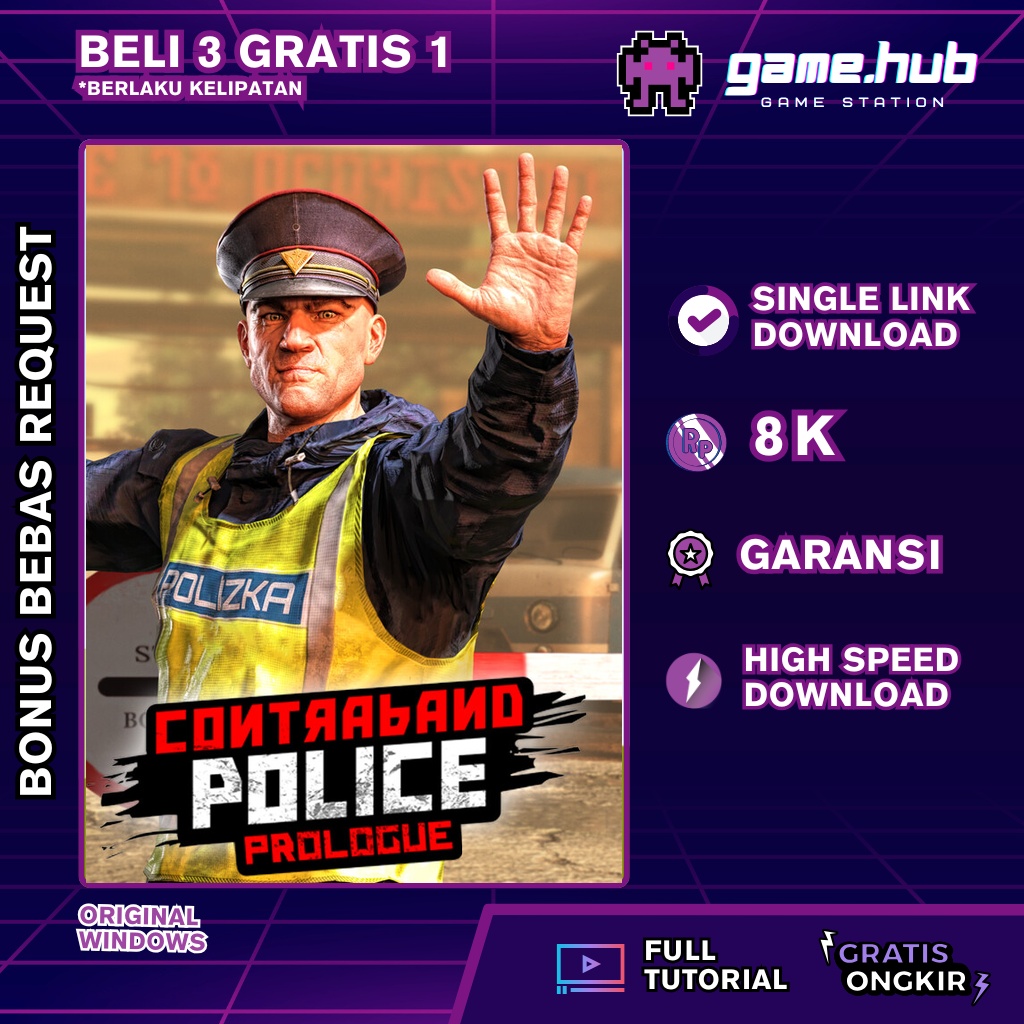 BELI 3 GRATIS 1
*BERLAKU KELIPATAN
game.hub
GAME STATION
BONUS BEBAS REQUEST
POLIZKA
CONTRABAND
POLICE
PROLOGUE
SINGLE LINK
DOWNLOAD
RP
8K
GARANSI
HIGH SPEED
DOWNLOAD
ORIGINAL
WINDOWS
FULL
TUTORIAL
GRATIS
ONGKIR